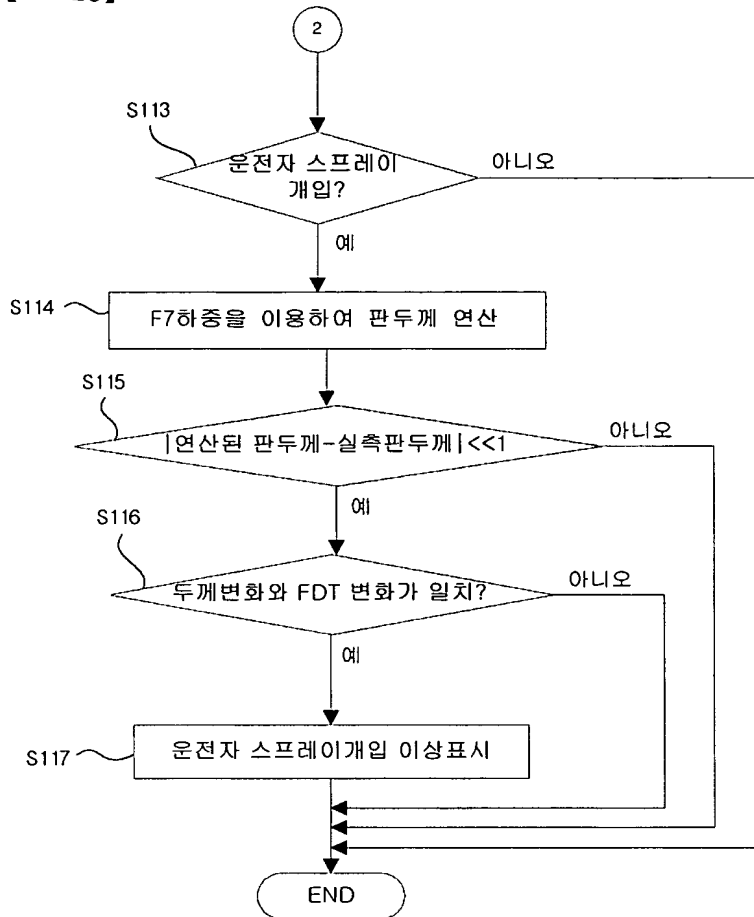 2
S113
운전자 스프레이
개입?
아니오
예
S114
F7하중을 이용하여 판두께 연산
S115
|연산된 판두께-실측판두께|<<1
아니오
예
S116
두께변화와 FDT 변화가 일치?
아니오
예
S117
운전자 스프레이개입 이상표시
END